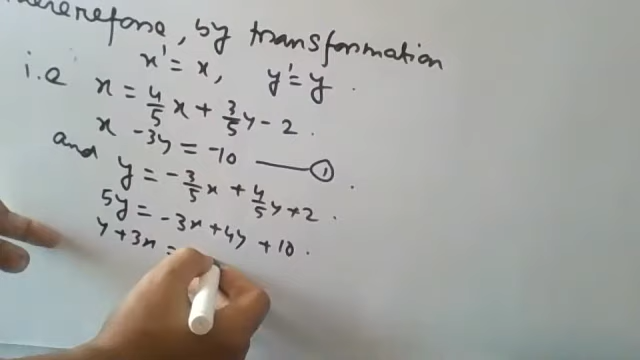 thererefore, by transformation
x' = x, y' = y.
i.e x = 4/5 x + 3/5 y - 2.
x - 3y = -10 —— ①
and y = -3/5 x + 4/5 y + 2.
5y = -3x + 4y + 10.
y + 3x =